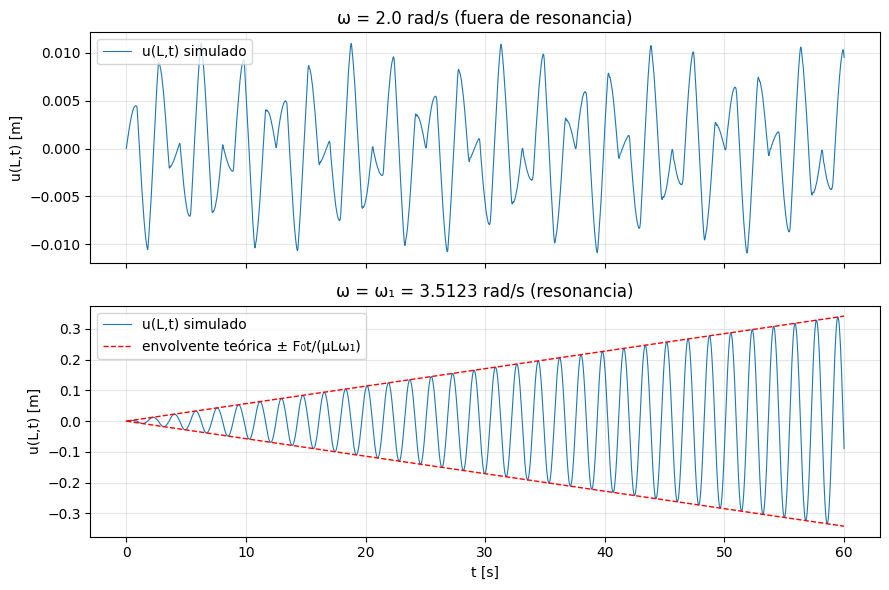 ω = 2.0 rad/s (fuera de resonancia)
u(L,t) simulado
0.010
0.005
0.000
−0.005
−0.010
u(L,t) [m]
ω = ω₁ = 3.5123 rad/s (resonancia)
u(L,t) simulado
envolvente teórica ± F₀t/(μLω₁)
0.3
0.2
0.1
0.0
−0.1
−0.2
−0.3
u(L,t) [m]
0 10 20 30 40 50 60
t [s]